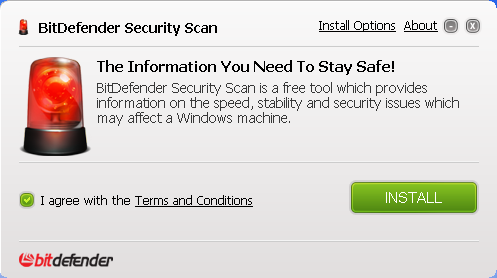 BitDefender Security Scan Install Options About
The Information You Need To Stay Safe!
BitDefender Security Scan is a free tool which provides
information on the speed, stability and security issues which
may affect a Windows machine.
I agree with the Terms and Conditions INSTALL
bitdefender